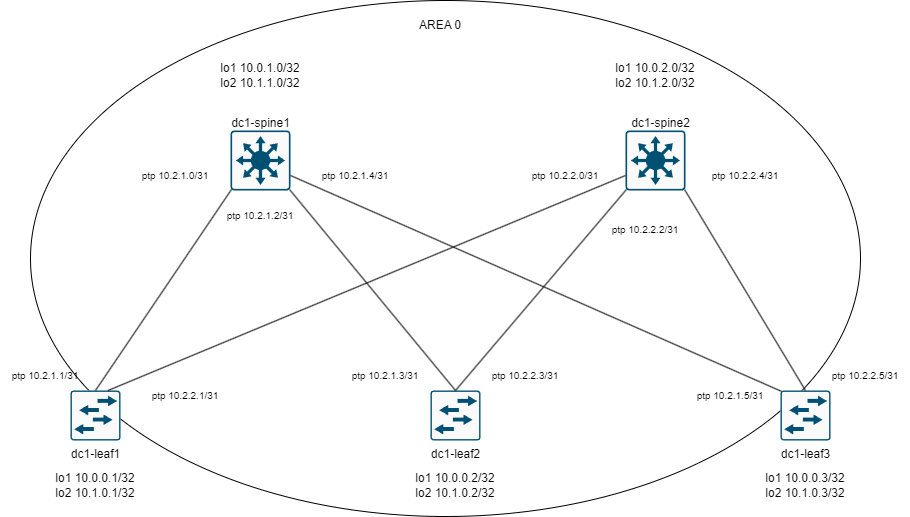 AREA 0
lo1 10.0.1.0/32
lo2 10.1.1.0/32
lo1 10.0.2.0/32
lo2 10.1.2.0/32
dc1-spine1
dc1-spine2
ptp 10.2.1.0/31
ptp 10.2.1.4/31
ptp 10.2.2.0/31
ptp 10.2.2.4/31
ptp 10.2.1.2/31
ptp 10.2.2.2/31
ptp 10.2.1.1/31
ptp 10.2.1.3/31
ptp 10.2.2.3/31
ptp 10.2.2.5/31
ptp 10.2.2.1/31
ptp 10.2.1.5/31
dc1-leaf1
dc1-leaf2
dc1-leaf3
lo1 10.0.0.1/32
lo2 10.1.0.1/32
lo1 10.0.0.2/32
lo2 10.1.0.2/32
lo1 10.0.0.3/32
lo2 10.1.0.3/32